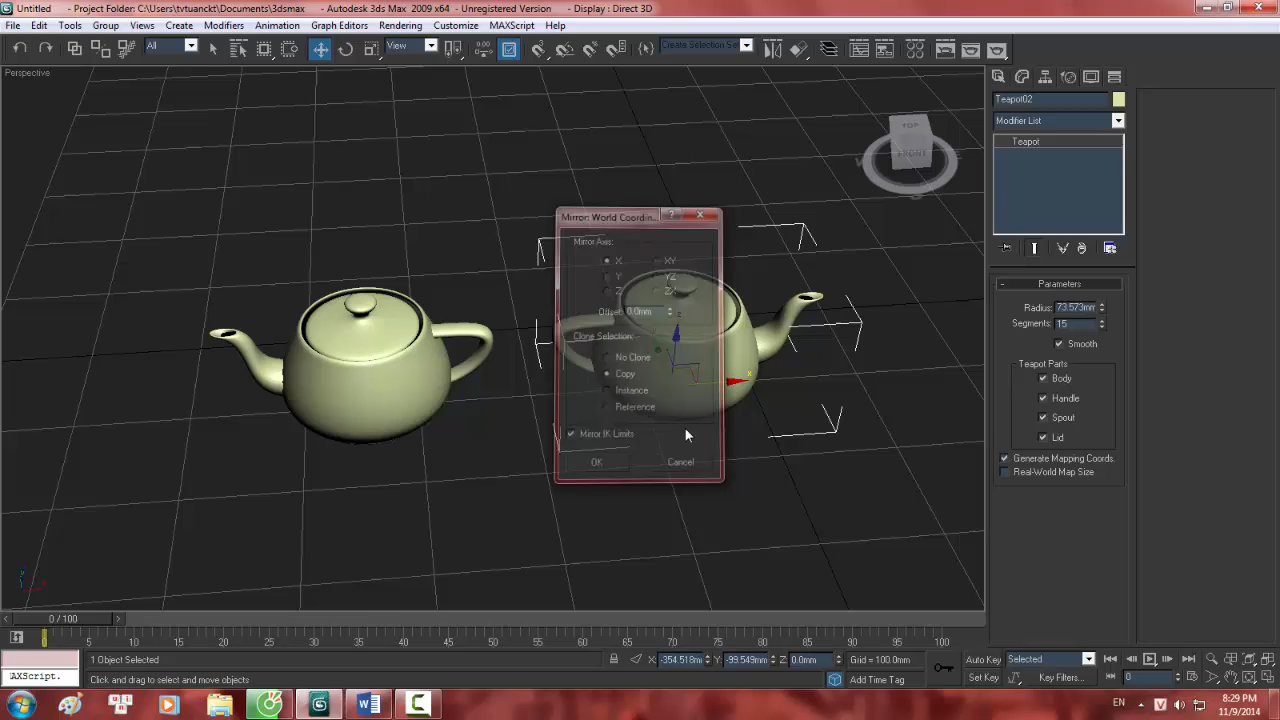 Untitled - Project Folder: C:\Users\tvtuanckt\Documents\3dsmax - Autodesk 3ds Max 2009 x64 - Unregistered Version - Display : Direct 3D
File Edit Tools Group Views Create Modifiers Animation Graph Editors Rendering Customize MAXScript Help
All View Create Selection Se
Perspective
TOP
FRONT
Teapot02
Modifier List
Teapot
Mirror: World Coordin...
Mirror Axis:
X XY
Y YZ
Z ZX
Offset: 0.0mm
Clone Selection:
No Clone
Copy
Instance
Reference
Mirror IK Limits
OK Cancel
z
x
Parameters
Radius: 73.573mm
Segments: 15
Smooth
Teapot Parts
Body
Handle
Spout
Lid
Generate Mapping Coords.
Real-World Map Size
0 / 100
0 5 10 15 20 25 30 35 40 45 50 55 60 65 70 75 80 85 90 95 100
1 Object Selected X: -354.518m Y: -99.549mm Z: 0.0mm Grid = 100.0mm Auto Key Selected
AXScript. Click and drag to select and move objects Add Time Tag Set Key Key Filters... 0
EN 8:29 PM
11/9/2014